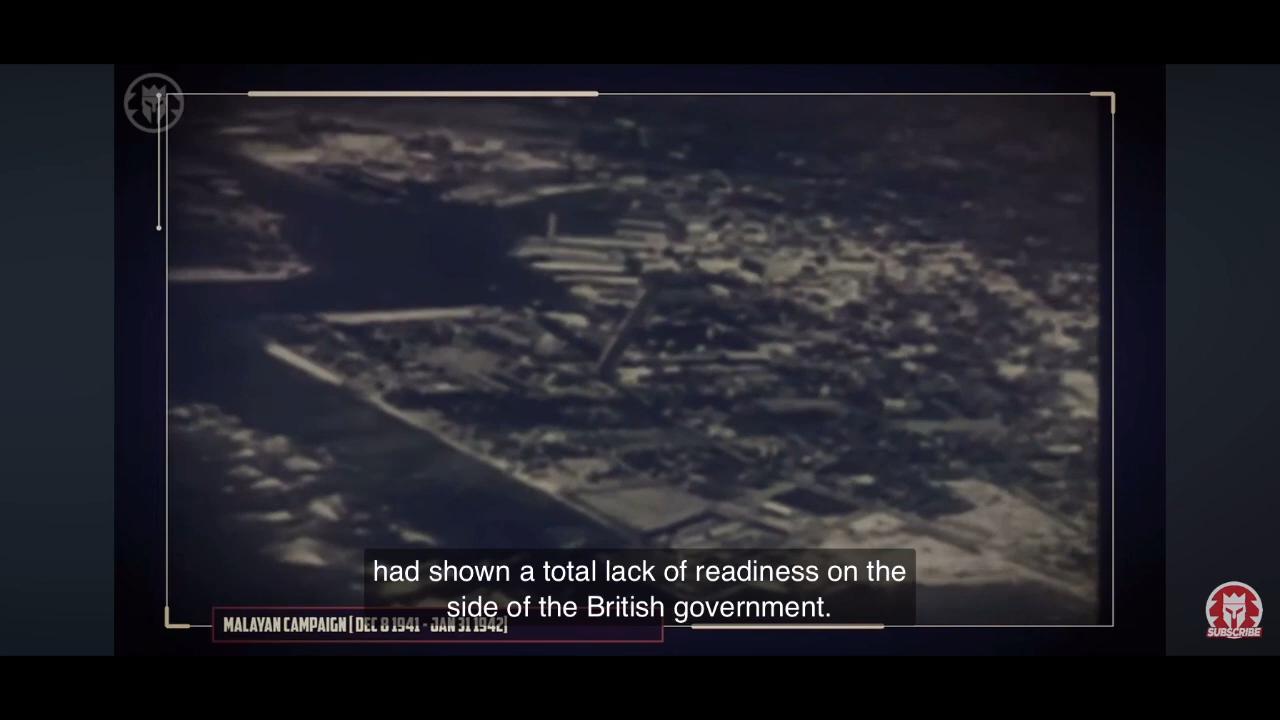 had shown a total lack of readiness on the
side of the British government.
MALAYAN CAMPAIGN [ DEC 8 1941 - JAN 31 1942]
SUBSCRIBE